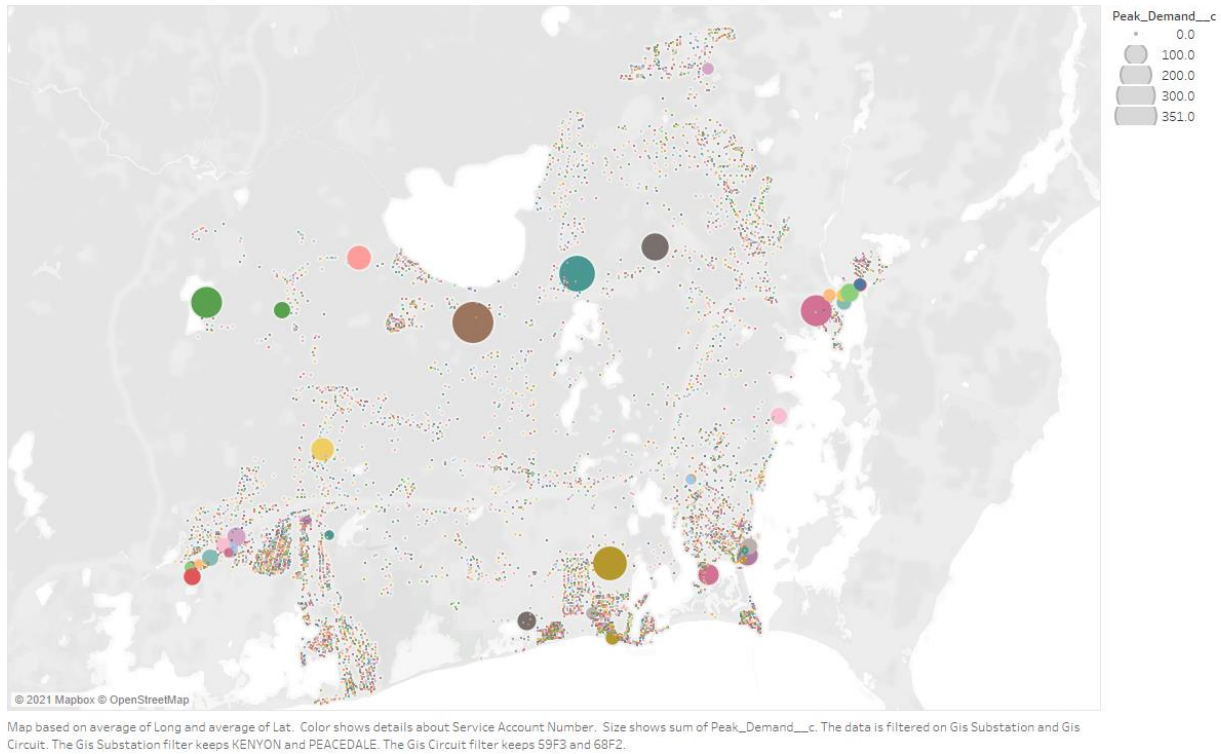 Peak_Demand__c
0.0
100.0
200.0
300.0
351.0
© 2021 Mapbox © OpenStreetMap
Map based on average of Long and average of Lat. Color shows details about Service Account Number. Size shows sum of Peak_Demand__c. The data is filtered on Gis Substation and Gis
Circuit. The Gis Substation filter keeps KENYON and PEACEDALE. The Gis Circuit filter keeps 59F3 and 68F2.